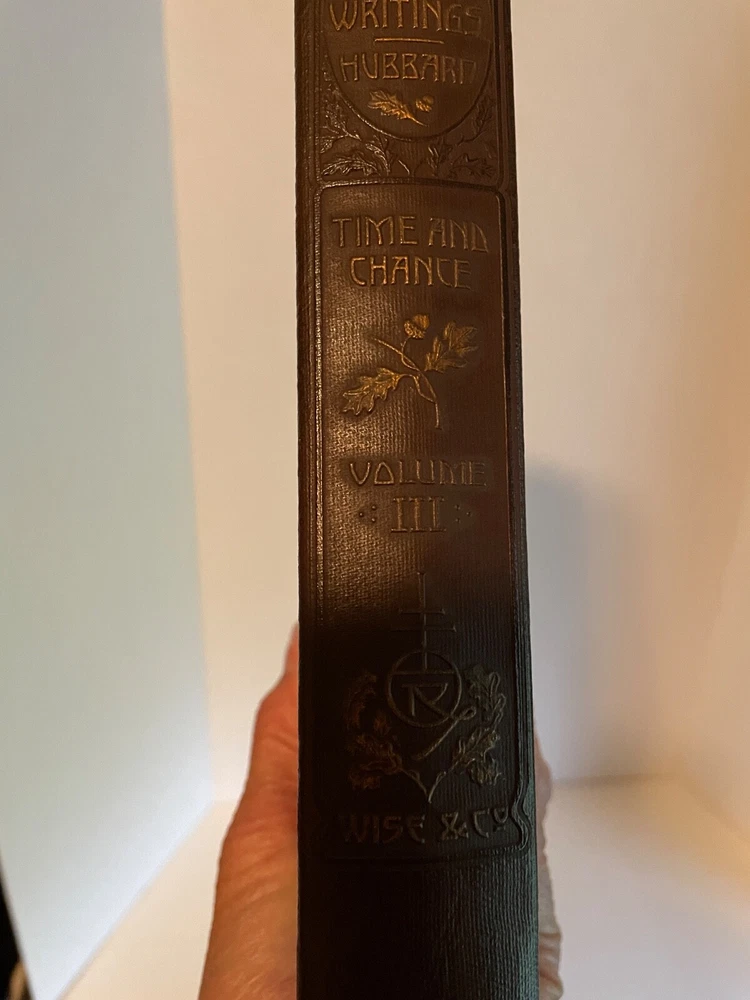 WRITINGS
HUBBARD
TIME AND
CHANCE
VOLUME
III
R
WISE & Co